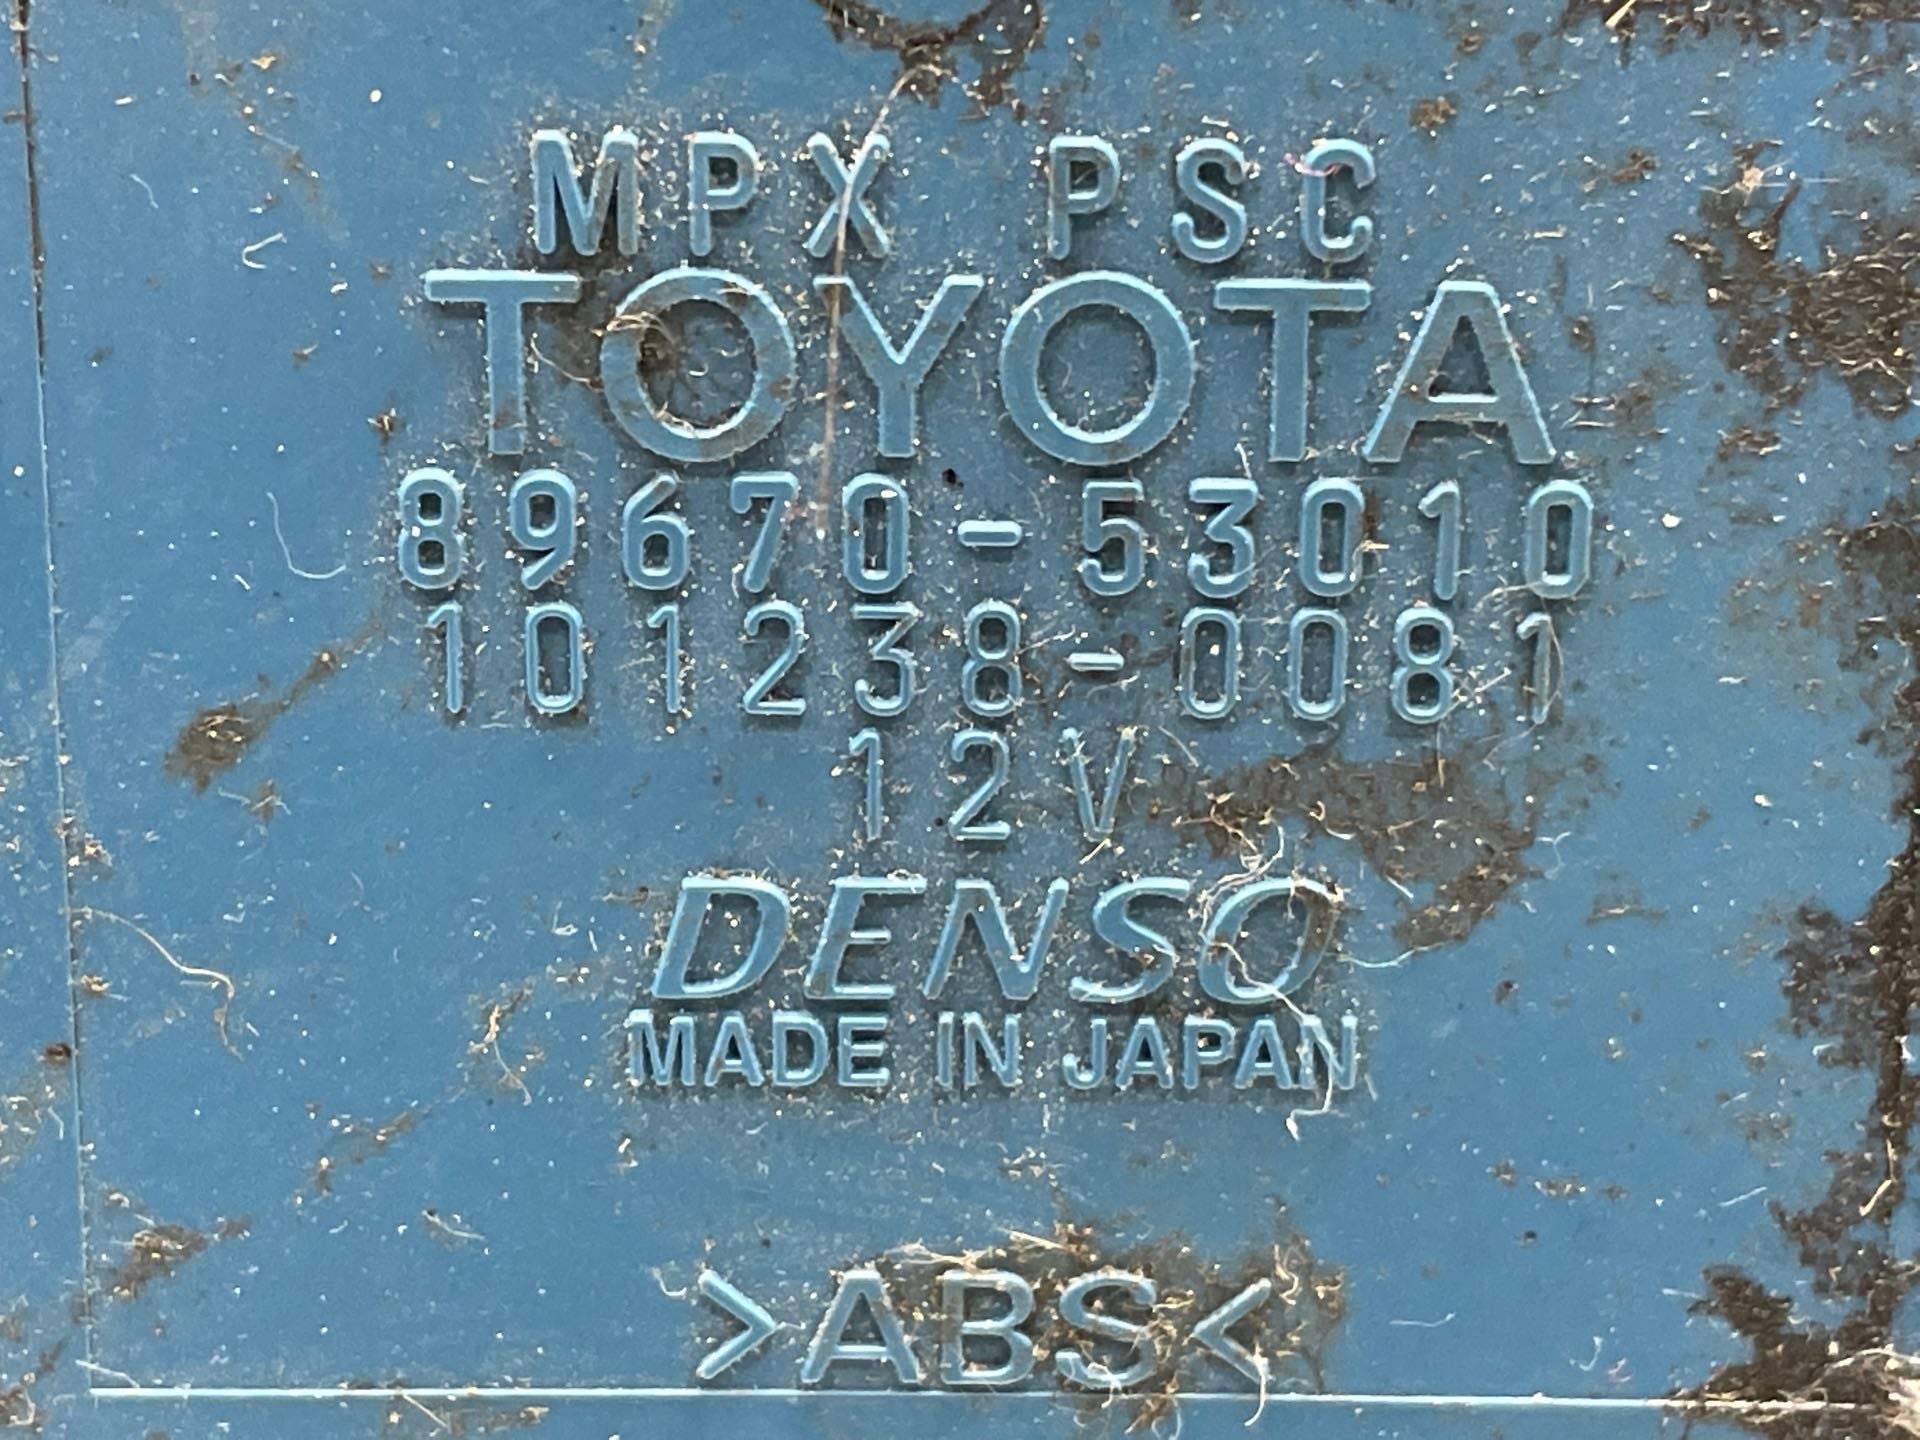 MPX PSC
TOYOTA
89670-53010
101238-0081
12V
DENSO
MADE IN JAPAN
>ABS<